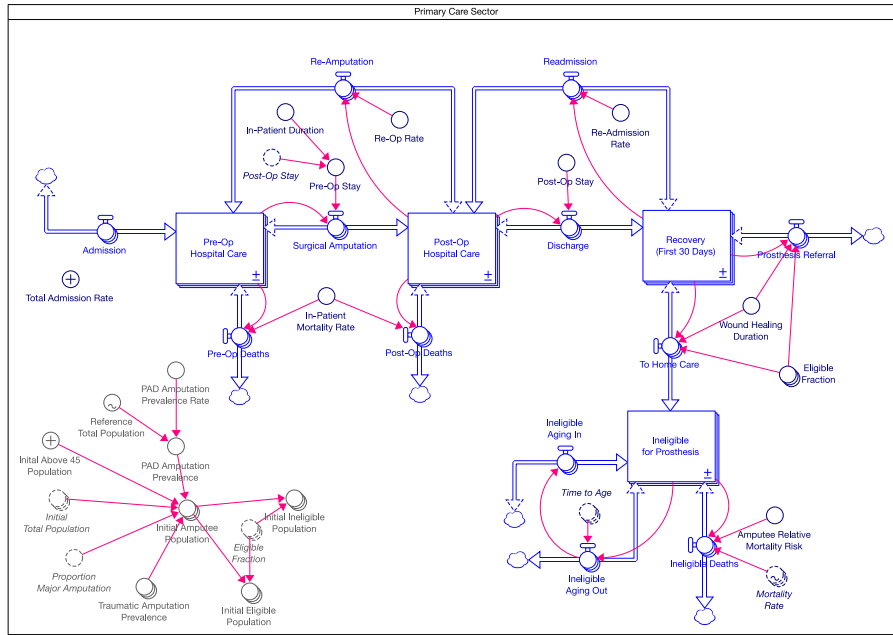 Primary Care Sector
Re-Amputation
Readmission
In-Patient Duration
Re-Op Rate
Re-Admission
Rate
Post-Op Stay
Pre-Op Stay
Post-Op Stay
Admission
Pre-Op
Hospital Care
Surgical Amputation
Post-Op
Hospital Care
Discharge
Recovery
(First 30 Days)
Prosthesis Referral
Total Admission Rate
In-Patient
Mortality Rate
Wound Healing
Duration
Pre-Op Deaths
Post-Op Deaths
To Home Care
Eligible
Fraction
PAD Amputation
Prevalence Rate
Reference
Total Population
Inital Above 45
Population
PAD Amputation
Prevalence
Ineligible
Aging In
Ineligible
for Prosthesis
Time to Age
Initial
Total Population
Initial Amputee
Population
Initial Ineligible
Population
Eligible
Fraction
Amputee Relative
Mortality Risk
Proportion
Major Amputation
Traumatic Amputation
Prevalence
Initial Eligible
Population
Ineligible
Aging Out
Ineligible Deaths
Mortality
Rate